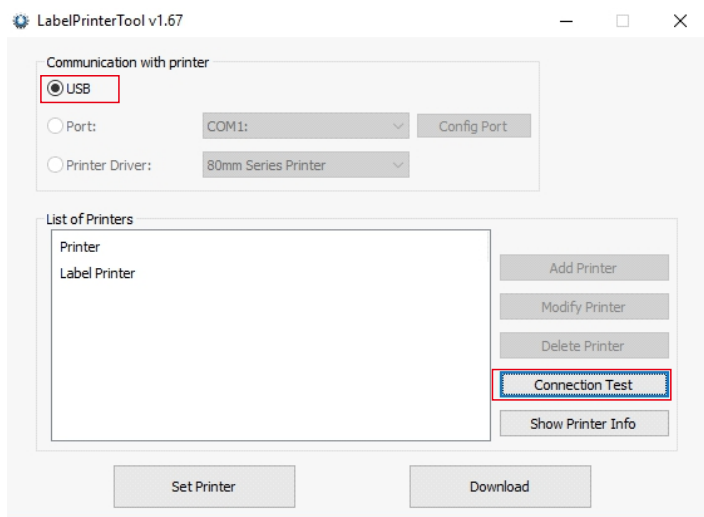 LabelPrinterTool v1.67
Communication with printer
USB
Port:
COM1:
Config Port
Printer Driver:
80mm Series Printer
List of Printers
Printer
Label Printer
Add Printer
Modify Printer
Delete Printer
Connection Test
Show Printer Info
Set Printer
Download